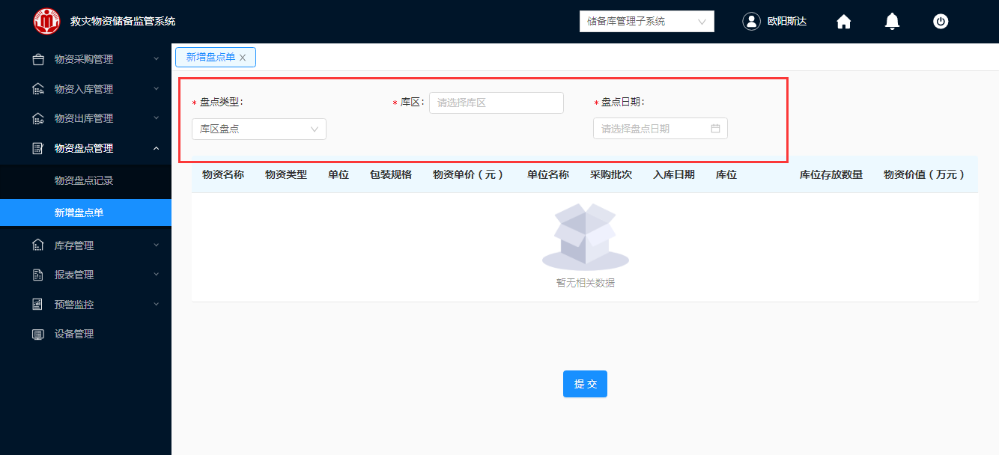 救灾物资储备监管系统
储备库管理子系统
欧阳斯达
物资采购管理
物资入库管理
物资出库管理
物资盘点管理
物资盘点记录
新增盘点单
库存管理
报表管理
预警监控
设备管理
新增盘点单
* 盘点类型:
库区盘点
* 库区: 请选择库区
* 盘点日期:
请选择盘点日期
物资名称 物资类型 单位 包装规格 物资单价（元） 单位名称 采购批次 入库日期 库位 库位存放数量 物资价值（万元）
暂无相关数据
提 交